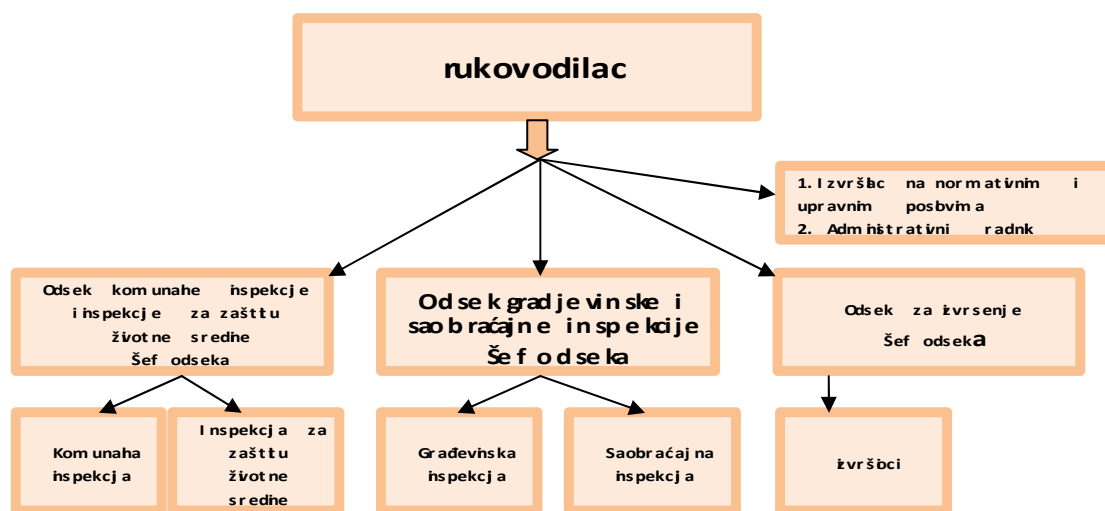 rukovodilac
1. Izvršilac na normativnim i
upravnim poslovima
2. Administrativni radnik
Odsek komunalne inspekcije
i inspekcije za zaštitu
životne sredine
Šef odseka
Odsek gradjevinske i
saobraćajne inspekcije
Šef odseka
Odsek za izvrsenje
Šef odseka
Komunalna
inspekcija
Inspekcija za
zaštitu
životne
sredine
Građevinska
inspekcija
Saobraćajna
inspekcija
izvršioci